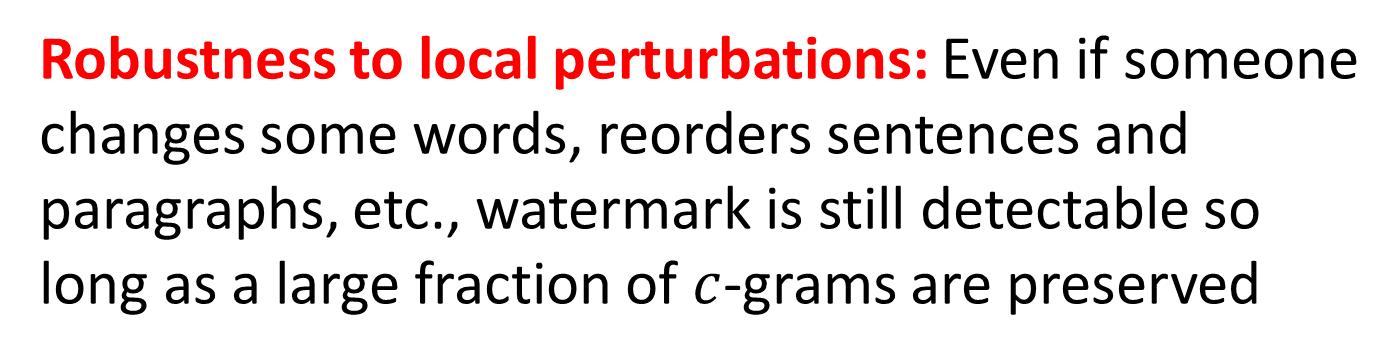 Robustness to local perturbations: Even if someone
changes some words, reorders sentences and
paragraphs, etc., watermark is still detectable so
long as a large fraction of c-grams are preserved